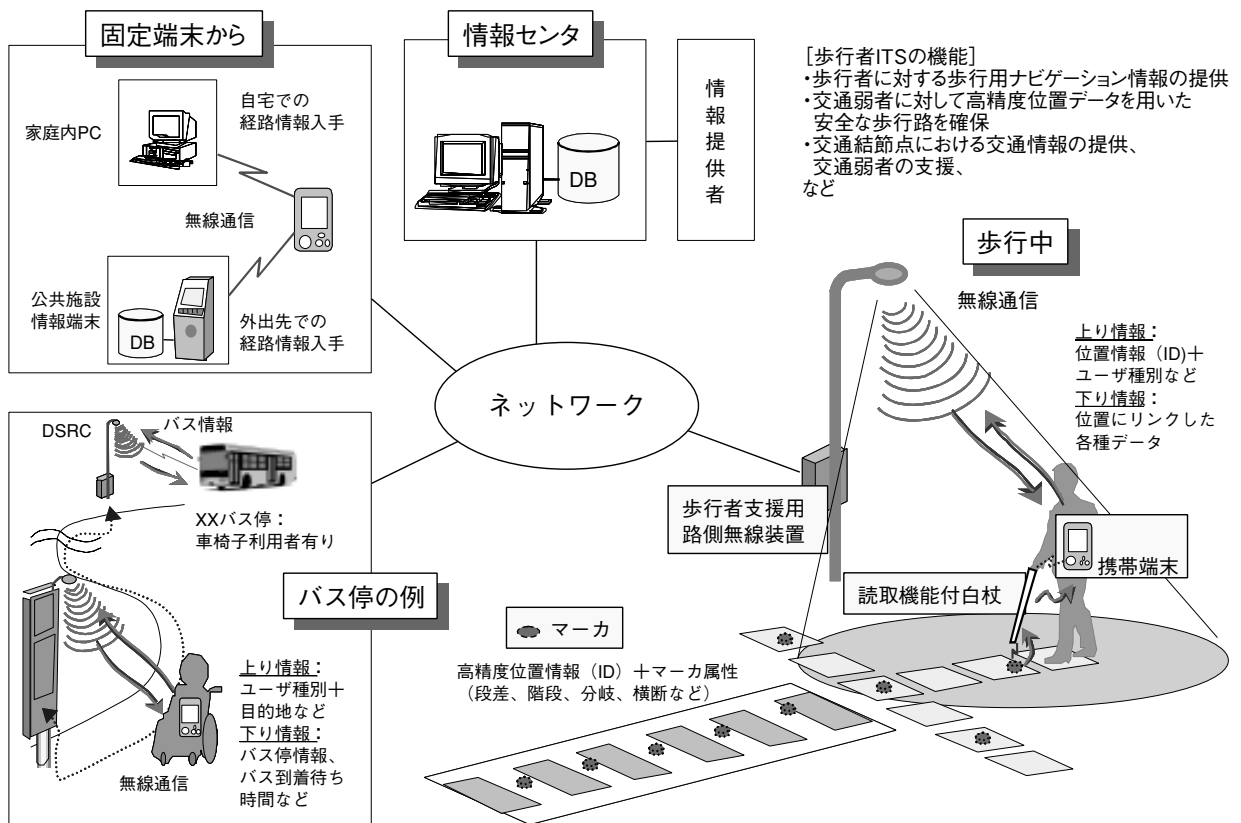 固定端末から
家庭内PC
自宅での
経路情報入手
無線通信
公共施設
情報端末
DB
外出先での
経路情報入手
情報センタ
DB
情報提供者
[歩行者ITSの機能]
・歩行者に対する歩行用ナビゲーション情報の提供
・交通弱者に対して高精度位置データを用いた
安全な歩行路を確保
・交通結節点における交通情報の提供、
交通弱者の支援、
など
ネットワーク
歩行中
無線通信
上り情報：
位置情報（ID)＋
ユーザ種別など
下り情報：
位置にリンクした
各種データ
歩行者支援用
路側無線装置
携帯端末
読取機能付白杖
マーカ
高精度位置情報（ID）＋マーカ属性
（段差、階段、分岐、横断など）
DSRC
バス情報
XXバス停：
車椅子利用者有り
バス停の例
上り情報：
ユーザ種別＋
目的地など
下り情報：
バス停情報、
バス到着待ち
時間など
無線通信